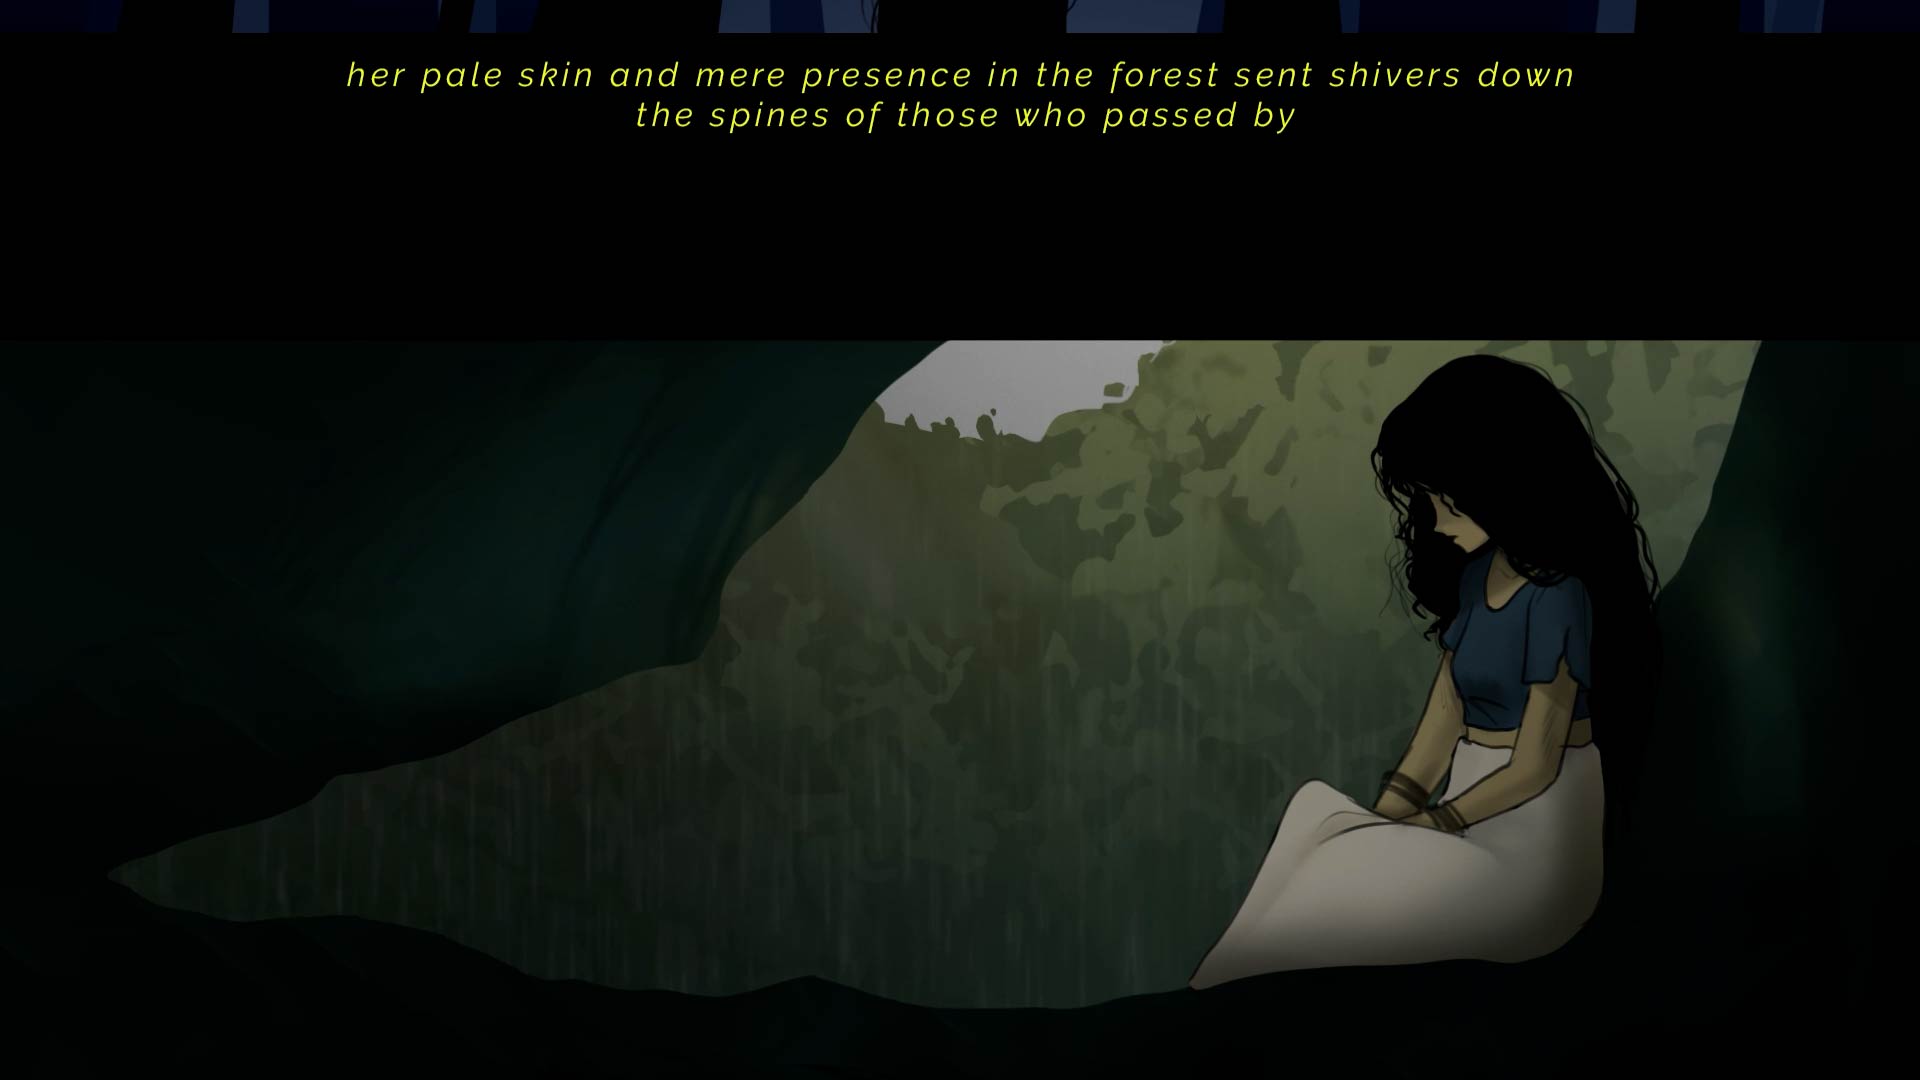 her pale skin and mere presence in the forest sent shivers down
the spines of those who passed by